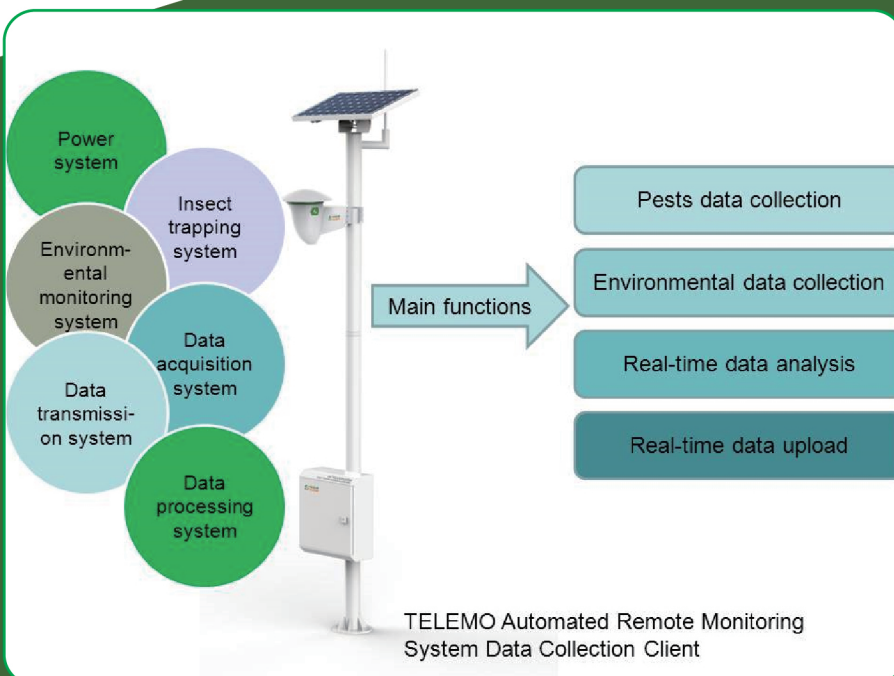 Power
system
Insect
trapping
system
Environm-
ental
monitoring
system
Data
acquisition
system
Data
transmissi-
on system
Data
processing
system
Main functions
Pests data collection
Environmental data collection
Real-time data analysis
Real-time data upload
TELEMO Automated Remote Monitoring
System Data Collection Client